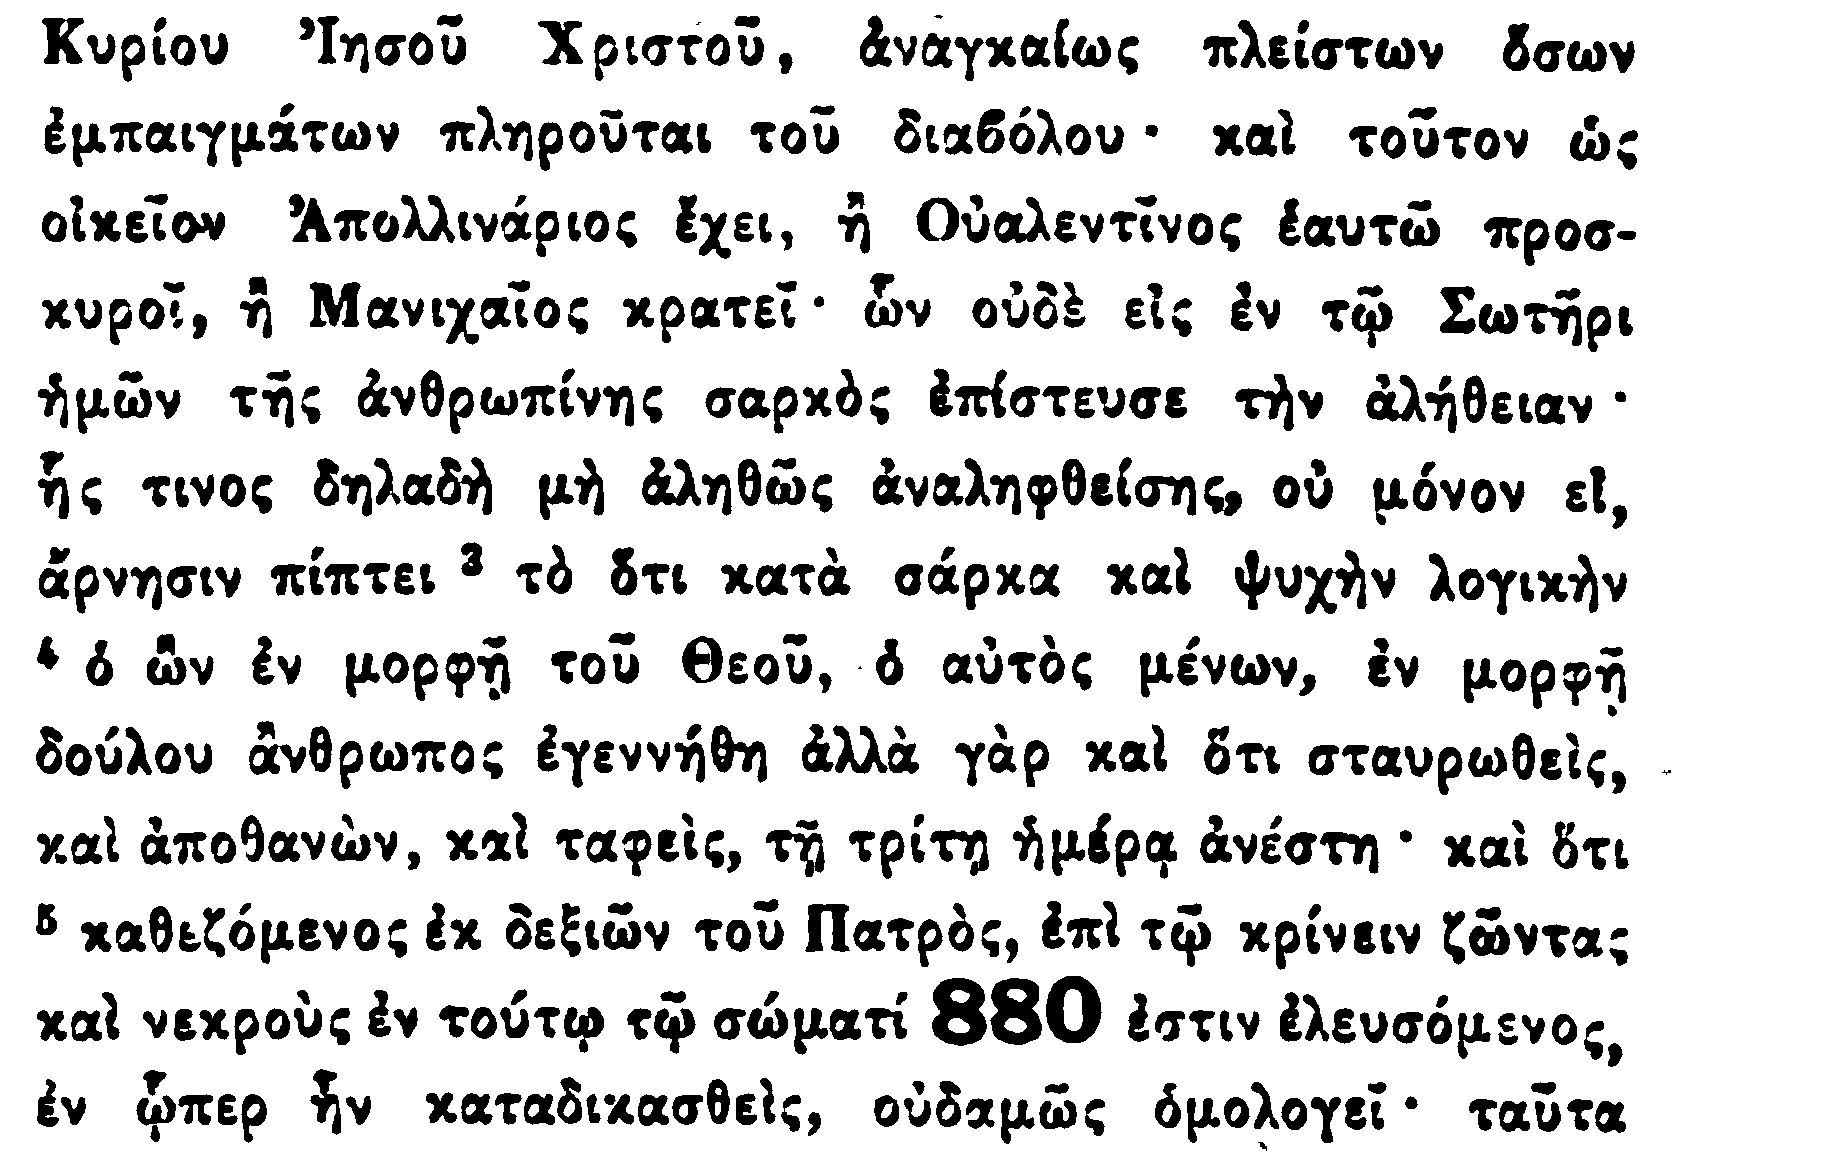 Κυρίου Ἰησοῦ Χριστοῦ, ἀναγκαίως πλείστων ὅσων
ἐμπαιγμάτων πληροῦται τοῦ διαβόλου · καὶ τοῦτον ὡς
οἰκεῖον Ἀπολλινάριος ἔχει, ἢ Οὐαλεντῖνος ἑαυτῶ προσ-
κυροῖ, ἢ Μανιχαῖος κρατεῖ · ὧν οὐδὲ εἷς ἐν τῷ Σωτῆρι
ἡμῶν τῆς ἀνθρωπίνης σαρκὸς ἐπίστευσε τὴν ἀλήθειαν ·
ἧς τινος δηλαδὴ μὴ ἀληθῶς ἀναληφθείσης, οὐ μόνον εἰ,
ἄρνησιν πίπτει ³ τὸ ὅτι κατὰ σάρκα καὶ ψυχὴν λογικὴν
⁴ ὁ ὢν ἐν μορφῇ τοῦ Θεοῦ, ὁ αὐτὸς μένων, ἐν μορφῇ
δούλου ἄνθρωπος ἐγεννήθη ἀλλὰ γὰρ καὶ ὅτι σταυρωθεὶς,
καὶ ἀποθανὼν, καὶ ταφεὶς, τῇ τρίτῃ ἡμέρᾳ ἀνέστη · καὶ ὅτι
⁵ καθεζόμενος ἐκ δεξιῶν τοῦ Πατρὸς, ἐπὶ τῷ κρίνειν ζῶντας
καὶ νεκροὺς ἐν τούτῳ τῷ σώματί 880 ἐστιν ἐλευσόμενος,
ἐν ᾧπερ ἦν καταδικασθεὶς, οὐδαμῶς ὁμολογεῖ · ταῦτα